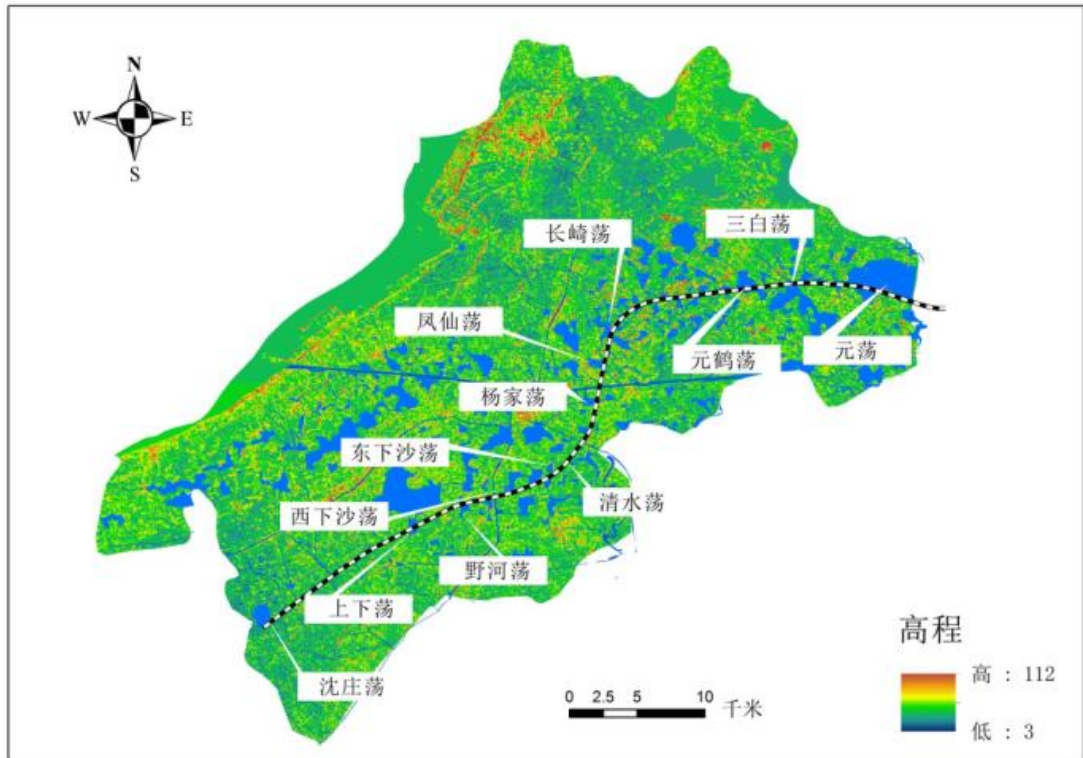 N
W E
S
三白荡
长崎荡
凤仙荡
元鹤荡
元荡
杨家荡
东下沙荡
清水荡
西下沙荡
野河荡
上下荡
沈庄荡
高程
高 : 112
低 : 3
0 2.5 5 10
千米